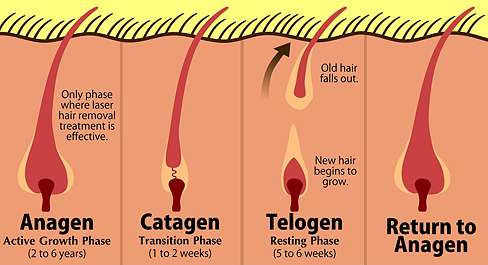 Only phase
where laser
hair removal
treatment is
effective.
Anagen
Active Growth Phase
(2 to 6 years)
Catagen
Transition Phase
(1 to 2 weeks)
Old hair
falls out.
New hair
begins to
grow.
Telogen
Resting Phase
(5 to 6 weeks)
Return to
Anagen